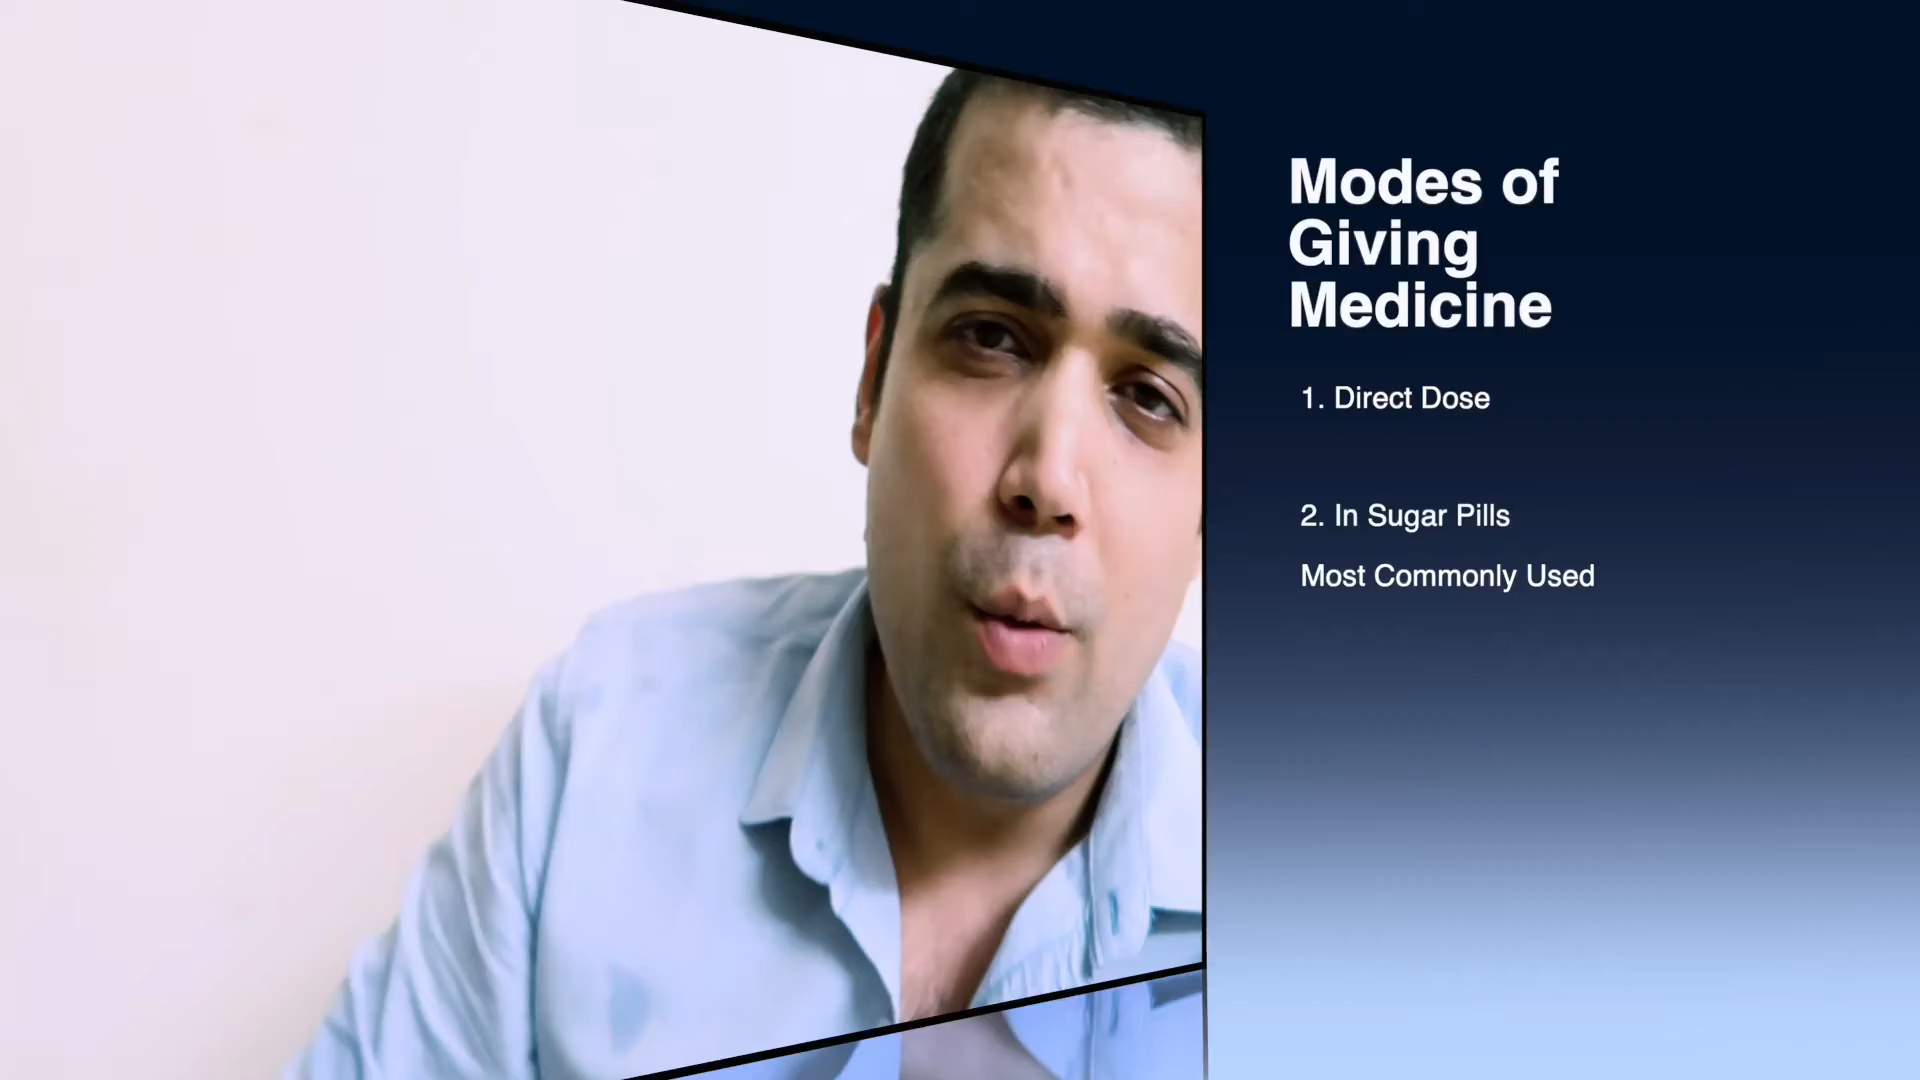 Modes of
Giving
Medicine
1. Direct Dose
2. In Sugar Pills
Most Commonly Used